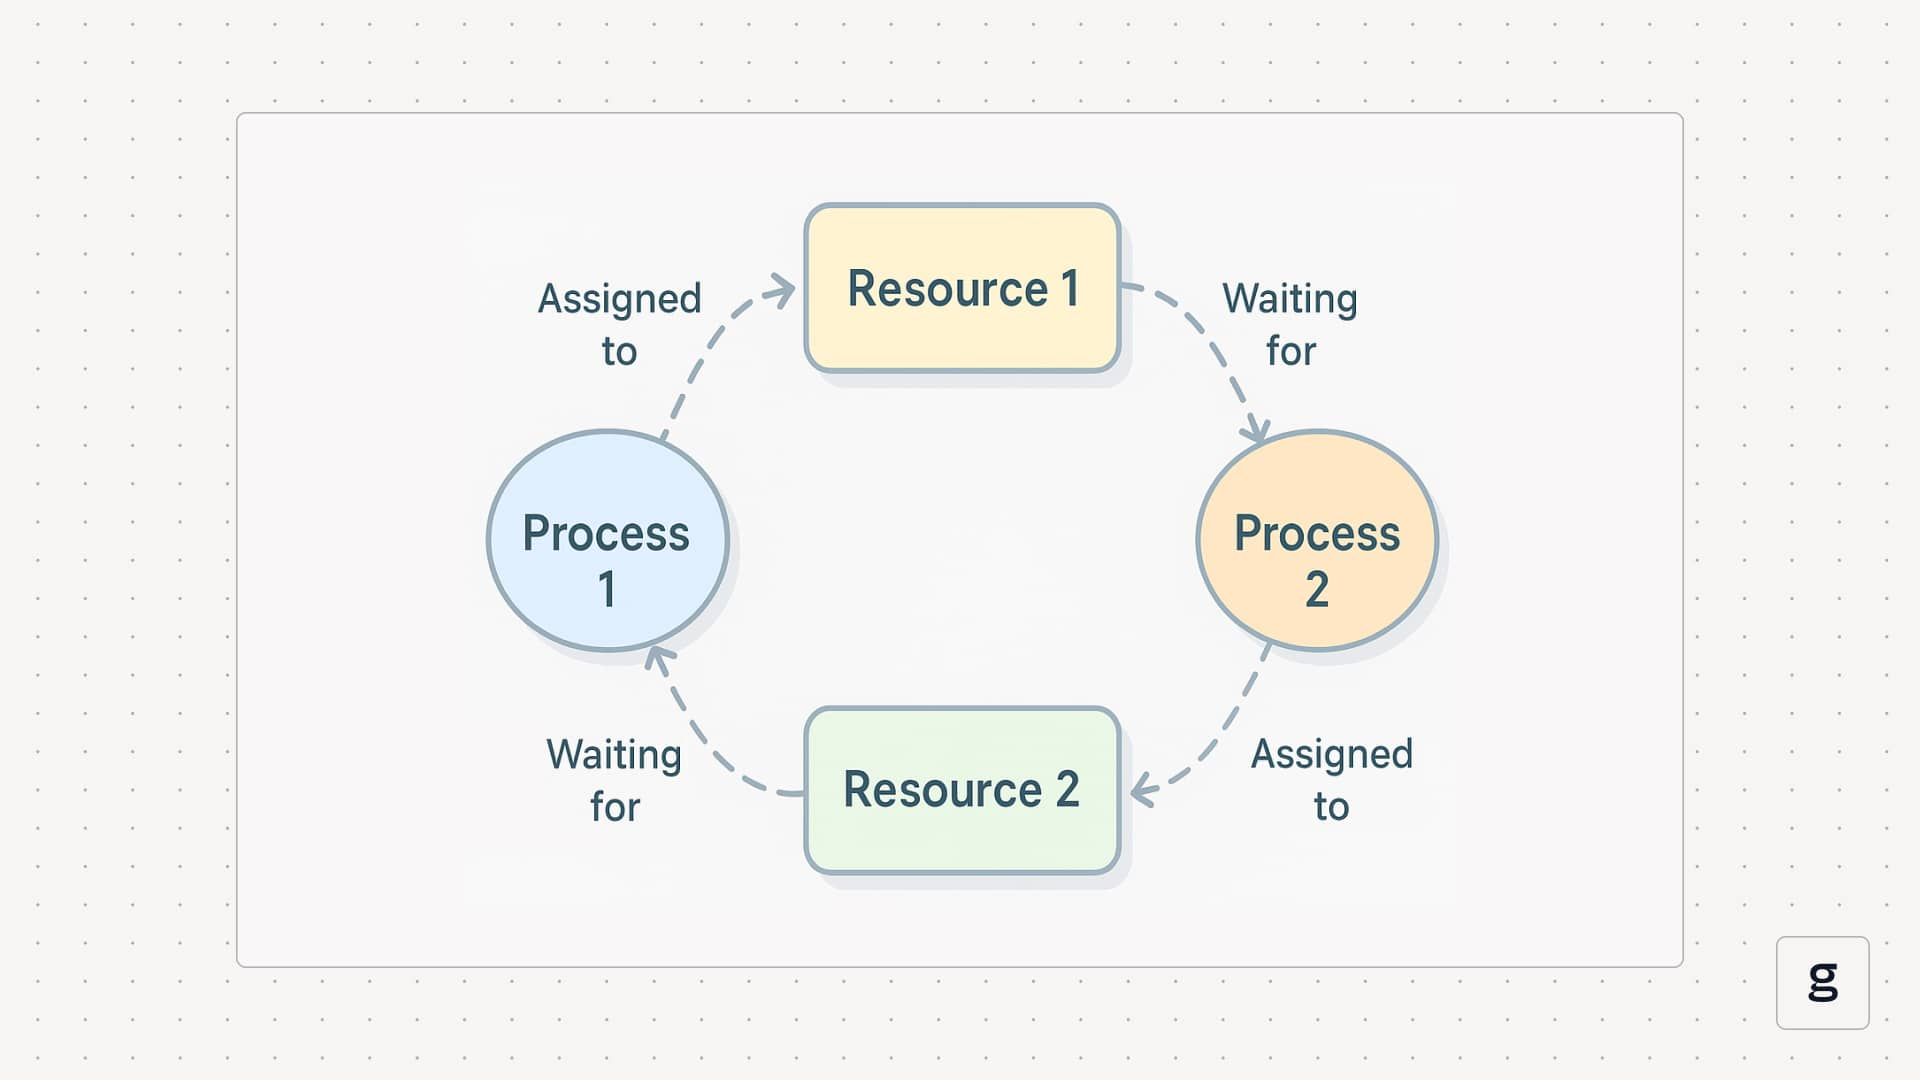 Resource 1
Assigned
to
Waiting
for
Process
1
Process
2
Waiting
for
Resource 2
Assigned
to
g